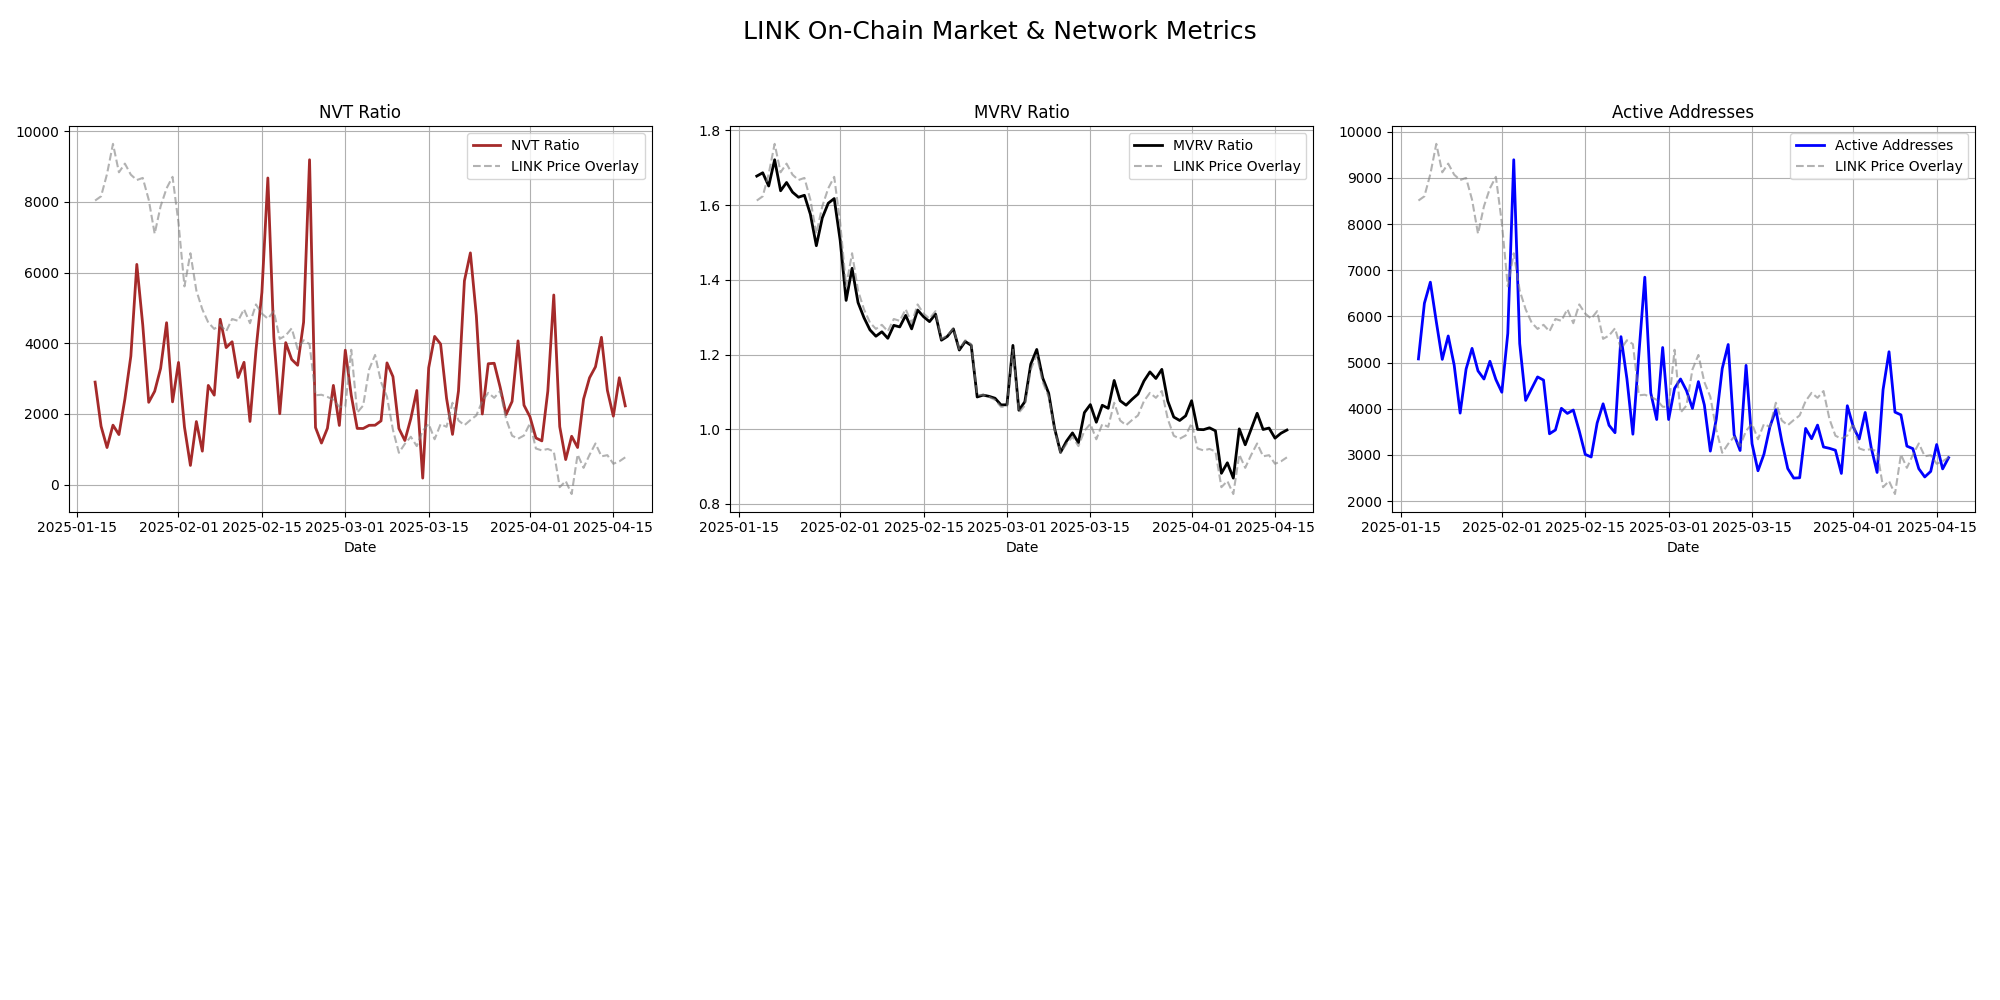 LINK On-Chain Market & Network Metrics
NVT Ratio
10000
8000
6000
4000
2000
0
NVT Ratio
LINK Price Overlay
2025-01-15 2025-02-01 2025-02-15 2025-03-01 2025-03-15 2025-04-01 2025-04-15
Date
MVRV Ratio
1.8
1.6
1.4
1.2
1.0
0.8
MVRV Ratio
LINK Price Overlay
2025-01-15 2025-02-01 2025-02-15 2025-03-01 2025-03-15 2025-04-01 2025-04-15
Date
Active Addresses
10000
9000
8000
7000
6000
5000
4000
3000
2000
Active Addresses
LINK Price Overlay
2025-01-15 2025-02-01 2025-02-15 2025-03-01 2025-03-15 2025-04-01 2025-04-15
Date